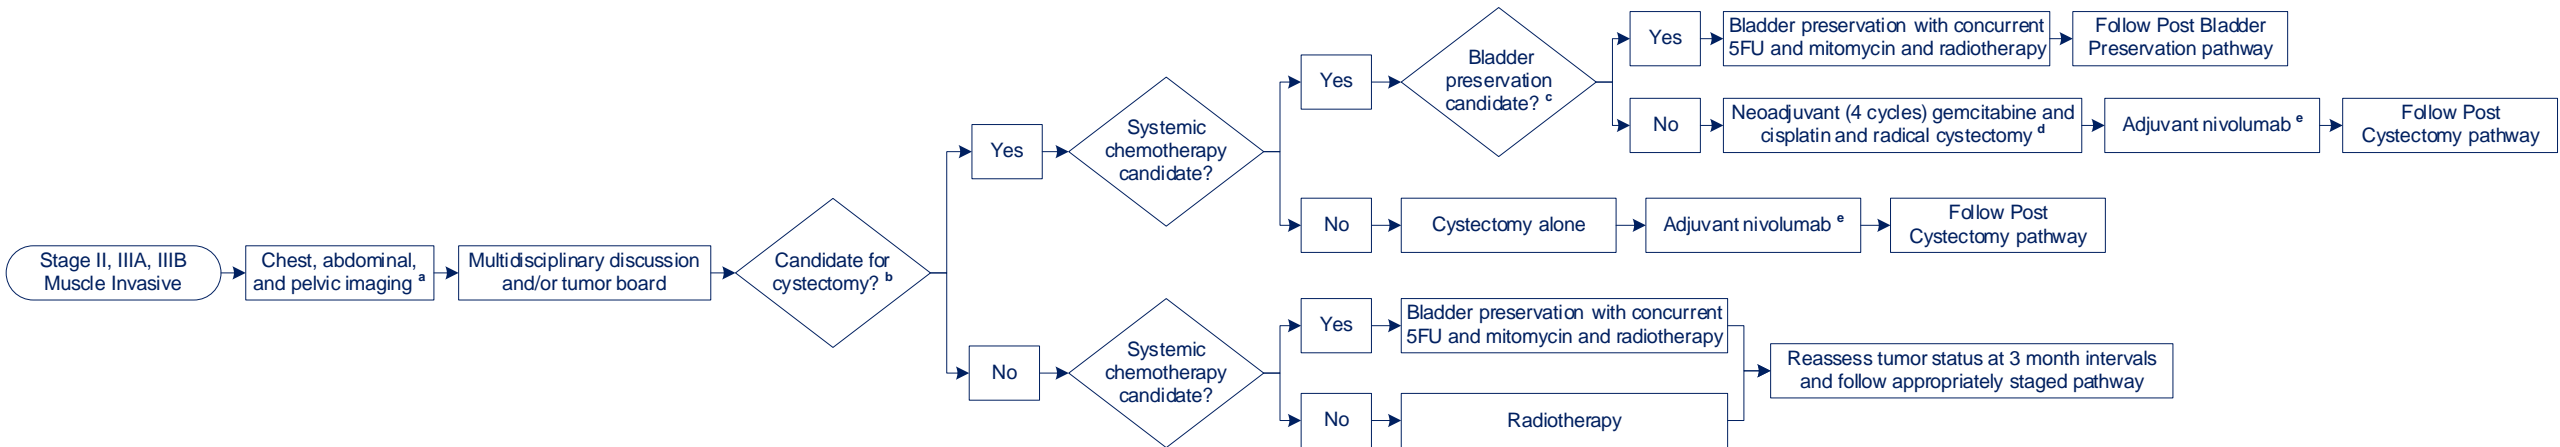 Stage II, IIIA, IIIB
Muscle Invasive
Chest, abdominal,
and pelvic imaging a
Multidisciplinary discussion
and/or tumor board
Candidate for
cystectomy? b
Yes
Systemic
chemotherapy
candidate?
Yes
Bladder
preservation
candidate? c
Yes
Bladder preservation with concurrent
5FU and mitomycin and radiotherapy
Follow Post Bladder
Preservation pathway
No
Neoadjuvant (4 cycles) gemcitabine and
cisplatin and radical cystectomy d
Adjuvant nivolumab e
Follow Post
Cystectomy pathway
No
Cystectomy alone
Adjuvant nivolumab e
Follow Post
Cystectomy pathway
No
Systemic
chemotherapy
candidate?
Yes
Bladder preservation with concurrent
5FU and mitomycin and radiotherapy
No
Radiotherapy
Reassess tumor status at 3 month intervals
and follow appropriately staged pathway